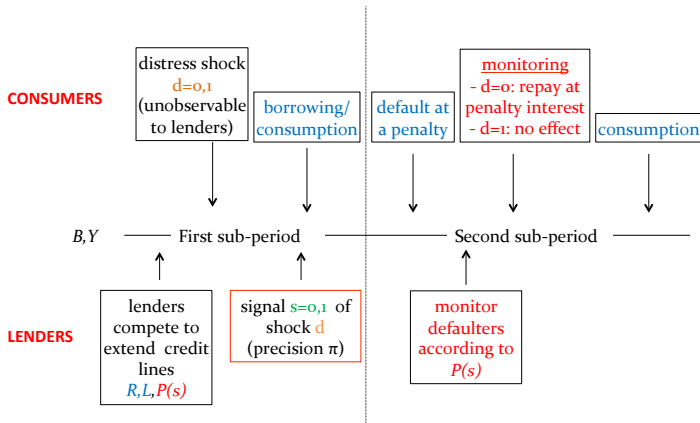 CONSUMERS
distress shock
d=0,1
(unobservable
to lenders)
borrowing/
consumption
default at
a penalty
monitoring
- d=0: repay at
penalty interest
- d=1: no effect
consumption
B,Y
First sub-period
Second sub-period
LENDERS
lenders
compete to
extend credit
lines
R,L,P(s)
signal s=0,1 of
shock d
(precision π)
monitor
defaulters
according to
P(s)